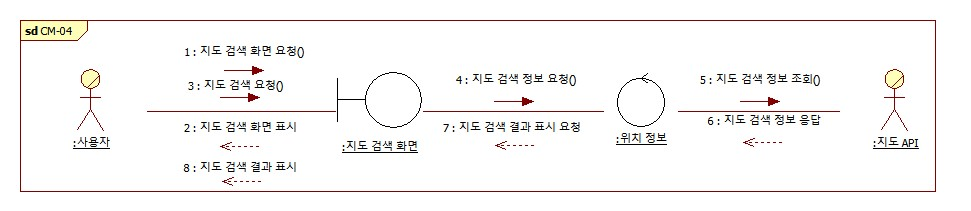 sd CM-04
1 : 지도 검색 화면 요청()
3 : 지도 검색 요청()
2 : 지도 검색 화면 표시
8 : 지도 검색 결과 표시
4 : 지도 검색 정보 요청()
7 : 지도 검색 결과 표시 요청
5 : 지도 검색 정보 조회()
6 : 지도 검색 정보 응답
:사용자
:지도 검색 화면
:위치 정보
:지도 API